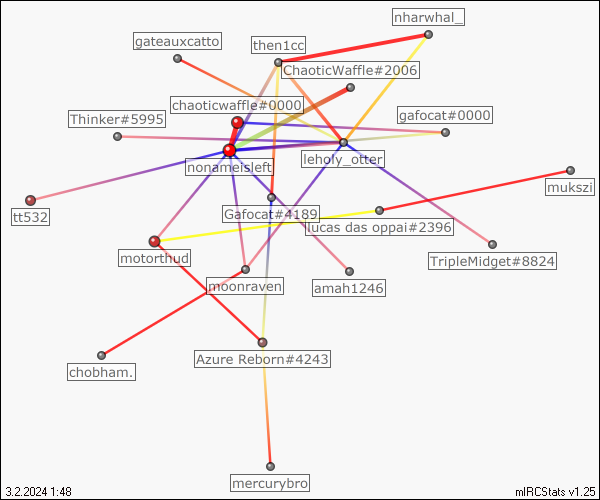 nharwhal_
gateauxcatto
then1cc
ChaoticWaffle#2006
chaoticwaffle#0000
Thinker#5995
gafocat#0000
leholy_otter
nonameisleft
mukszi
tt532
Gafocat#4189
lucas das oppai#2396
motorthud
TripleMidget#8824
moonraven
amah1246
Azure Reborn#4243
chobham.
mercurybro
3.2.2024 1:48
mIRCStats v1.25